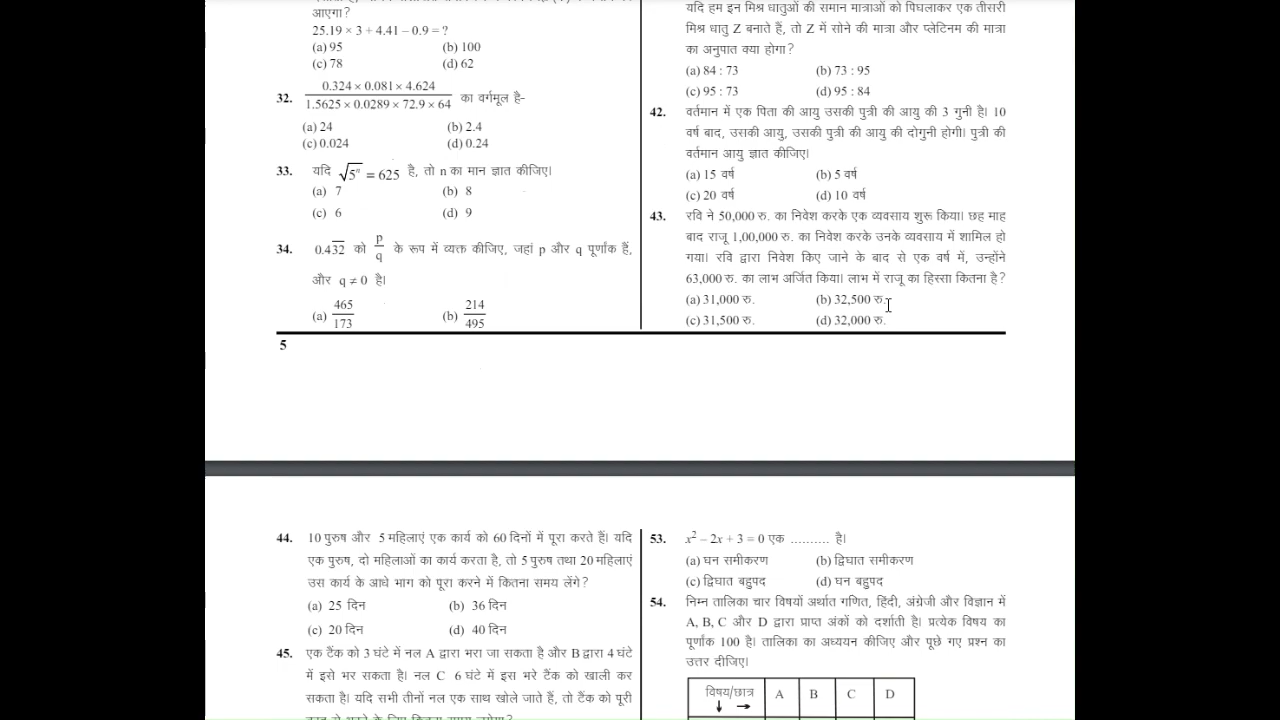 आएगा?
25.19 × 3 + 4.41 – 0.9 = ?
(a) 95 (b) 100
(c) 78 (d) 62
32. 0.324 × 0.081 × 4.624 / 1.5625 × 0.0289 × 72.9 × 64 का वर्गमूल है-
(a) 24 (b) 2.4
(c) 0.024 (d) 0.24
33. यदि √5ⁿ = 625 है, तो n का मान ज्ञात कीजिए।
(a) 7 (b) 8
(c) 6 (d) 9
34. 0.43̅2̅ को p/q के रूप में व्यक्त कीजिए, जहां p और q पूर्णांक हैं,
और q ≠ 0 है।
(a) 465/173 (b) 214/495
5
यदि हम इन मिश्र धातुओं की समान मात्राओं को पिघलाकर एक तीसरी
मिश्र धातु Z बनाते हैं, तो Z में सोने की मात्रा और प्लेटिनम की मात्रा
का अनुपात क्या होगा?
(a) 84 : 73 (b) 73 : 95
(c) 95 : 73 (d) 95 : 84
42. वर्तमान में एक पिता की आयु उसकी पुत्री की आयु की 3 गुनी है। 10
वर्ष बाद, उसकी आयु, उसकी पुत्री की आयु की दोगुनी होगी। पुत्री की
वर्तमान आयु ज्ञात कीजिए।
(a) 15 वर्ष (b) 5 वर्ष
(c) 20 वर्ष (d) 10 वर्ष
43. रवि ने 50,000 रु. का निवेश करके एक व्यवसाय शुरू किया। छह माह
बाद राजू 1,00,000 रु. का निवेश करके उनके व्यवसाय में शामिल हो
गया। रवि द्वारा निवेश किए जाने के बाद से एक वर्ष में, उन्होंने
63,000 रु. का लाभ अर्जित किया। लाभ में राजू का हिस्सा कितना है?
(a) 31,000 रु. (b) 32,500 रु.
(c) 31,500 रु. (d) 32,000 रु.
44. 10 पुरुष और 5 महिलाएं एक कार्य को 60 दिनों में पूरा करते हैं। यदि
एक पुरुष, दो महिलाओं का कार्य करता है, तो 5 पुरुष तथा 20 महिलाएं
उस कार्य के आधे भाग को पूरा करने में कितना समय लेंगे?
(a) 25 दिन (b) 36 दिन
(c) 20 दिन (d) 40 दिन
45. एक टैंक को 3 घंटे में नल A द्वारा भरा जा सकता है और B द्वारा 4 घंटे
में इसे भर सकता है। नल C 6 घंटे में इस भरे टैंक को खाली कर
सकता है। यदि सभी तीनों नल एक साथ खोले जाते हैं, तो टैंक को पूरी
53. x² – 2x + 3 = 0 एक .......... है।
(a) घन समीकरण (b) द्विघात समीकरण
(c) द्विघात बहुपद (d) घन बहुपद
54. निम्न तालिका चार विषयों अर्थात गणित, हिंदी, अंग्रेजी और विज्ञान में
A, B, C और D द्वारा प्राप्त अंकों को दर्शाती है। प्रत्येक विषय का
पूर्णांक 100 है। तालिका का अध्ययन कीजिए और पूछे गए प्रश्न का
उत्तर दीजिए।
विषय/छात्र A B C D
↓ →